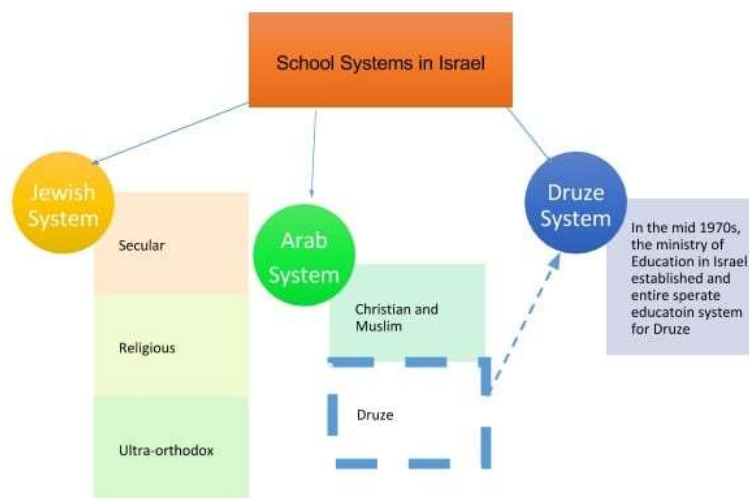 School Systems in Israel
Jewish
System
Secular
Religious
Ultra-orthodox
Arab
System
Christian and
Muslim
Druze
Druze
System
In the mid 1970s,
the ministry of
Education in Israel
established and
entire sperate
educatoin system
for Druze